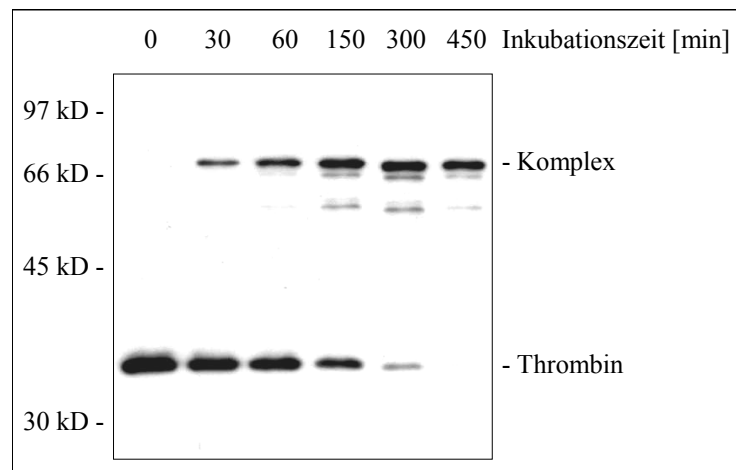 0 30 60 150 300 450 Inkubationszeit [min]
97 kD -
- Komplex
66 kD -
45 kD -
- Thrombin
30 kD -